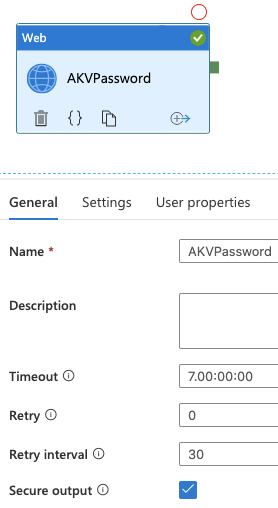 Web
AKVPassword
General Settings User properties
Name * AKVPassword
Description
Timeout 7.00:00:00
Retry 0
Retry interval 30
Secure output